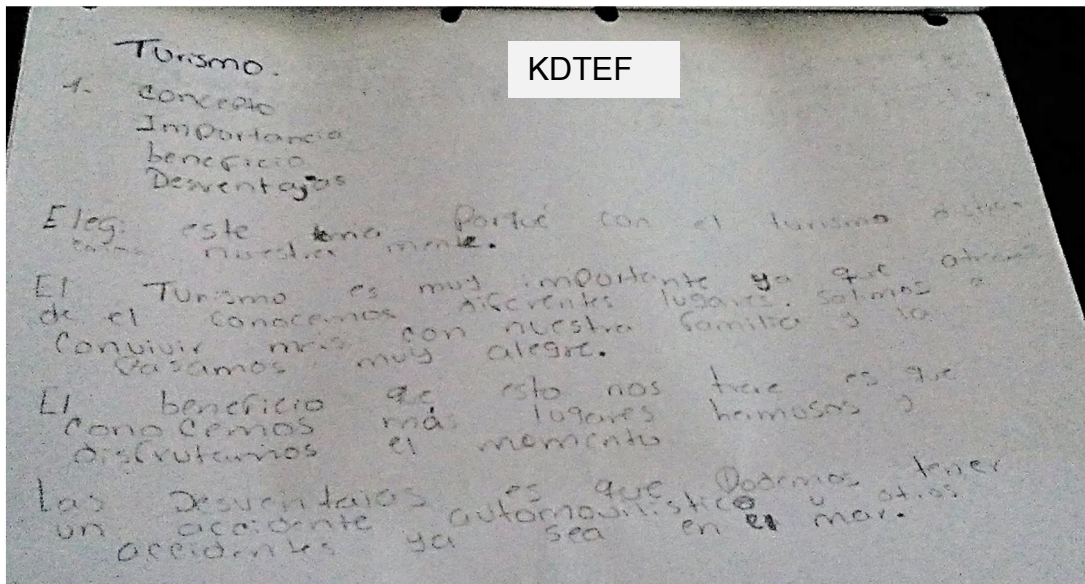 Turismo.
KDTEF
1. concepto
Importancia
beneficio
Desventajas
Elegi este tema Porque con el turismo
nuestra mente.
El Turismo es muy importante ya que atraves
de el conocemos diferentes lugares. salimos a
Convivir mas con nuestra familia y la
Pasamos muy alegre.
El beneficio qe esto nos trae es que
conocemos más lugares hermosos y
disfrutamos el momento
Las Desventajas es que Podemos tener
un accidente automovilistico u otros
accidentes ya sea en el mar.